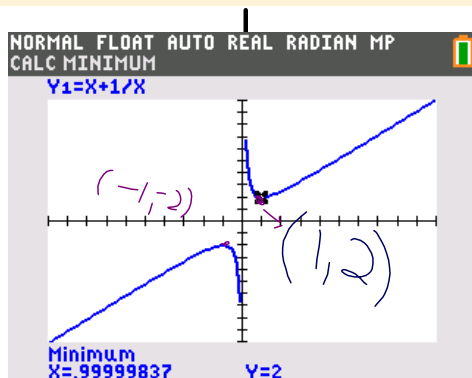 NORMAL FLOAT AUTO REAL RADIAN MP
CALC MINIMUM
Y1=X+1/X
(-1,-2)
(1,2)
Minimum
X=.99999837 Y=2